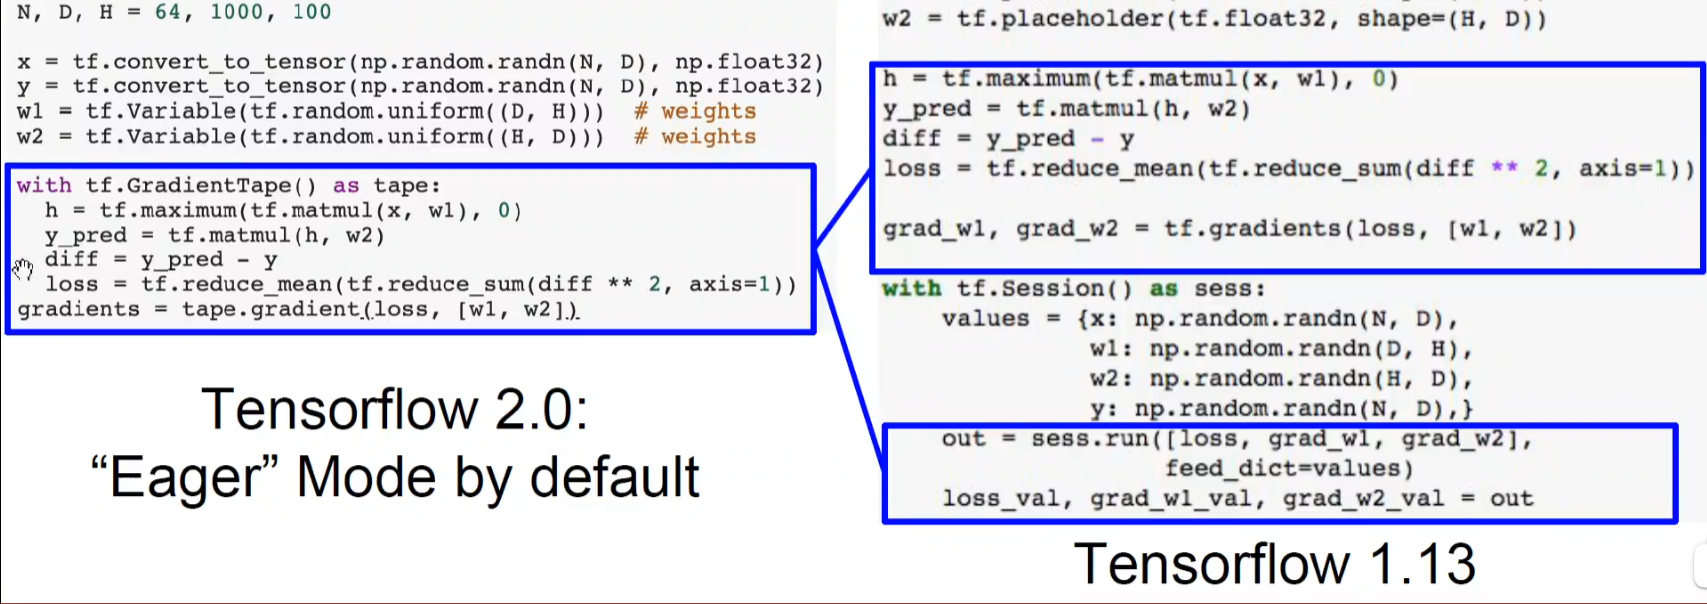 N, D, H = 64, 1000, 100
x = tf.convert_to_tensor(np.random.randn(N, D), np.float32)
y = tf.convert_to_tensor(np.random.randn(N, D), np.float32)
w1 = tf.Variable(tf.random.uniform((D, H)))  # weights
w2 = tf.Variable(tf.random.uniform((H, D)))  # weights
with tf.GradientTape() as tape:
  h = tf.maximum(tf.matmul(x, w1), 0)
  y_pred = tf.matmul(h, w2)
  diff = y_pred - y
  loss = tf.reduce_mean(tf.reduce_sum(diff ** 2, axis=1))
gradients = tape.gradient(loss, [w1, w2])
Tensorflow 2.0:
“Eager” Mode by default
w2 = tf.placeholder(tf.float32, shape=(H, D))
h = tf.maximum(tf.matmul(x, w1), 0)
y_pred = tf.matmul(h, w2)
diff = y_pred - y
loss = tf.reduce_mean(tf.reduce_sum(diff ** 2, axis=1))
grad_w1, grad_w2 = tf.gradients(loss, [w1, w2])
with tf.Session() as sess:
    values = {x: np.random.randn(N, D),
              w1: np.random.randn(D, H),
              w2: np.random.randn(H, D),
              y: np.random.randn(N, D),}
    out = sess.run([loss, grad_w1, grad_w2],
                   feed_dict=values)
    loss_val, grad_w1_val, grad_w2_val = out
Tensorflow 1.13